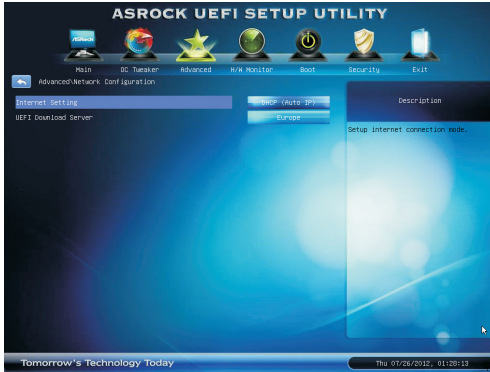 ASROCK UEFI SETUP UTILITY
ASRock
Main OC Tweaker Advanced H/W Monitor Boot Security Exit
Advanced\Network Configuration
Description
Internet Setting DHCP (Auto IP)
UEFI Download Server Europe
Setup internet connection mode.
Tomorrow's Technology Today
Thu 07/26/2012, 01:28:13